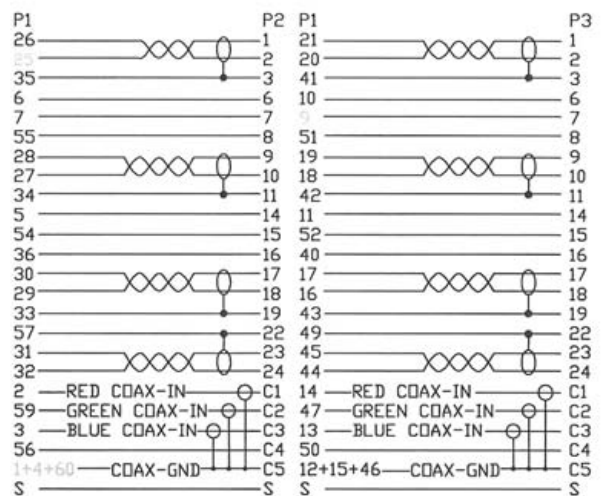 P1 P2 P1 P3
26 1 21 1
25 2 20 2
35 3 41 3
6 6 10 6
7 7 9 7
55 8 51 8
28 9 19 9
27 10 18 10
34 11 42 11
5 14 11 14
54 15 52 15
36 16 40 16
30 17 17 17
29 18 16 18
33 19 43 19
57 22 49 22
31 23 45 23
32 24 44 24
2 RED COAX-IN C1 14 RED COAX-IN C1
59 GREEN COAX-IN C2 47 GREEN COAX-IN C2
3 BLUE COAX-IN C3 13 BLUE COAX-IN C3
56 C4 50 C4
1+4+60 COAX-GND C5 12+15+46 COAX-GND C5
S S S S